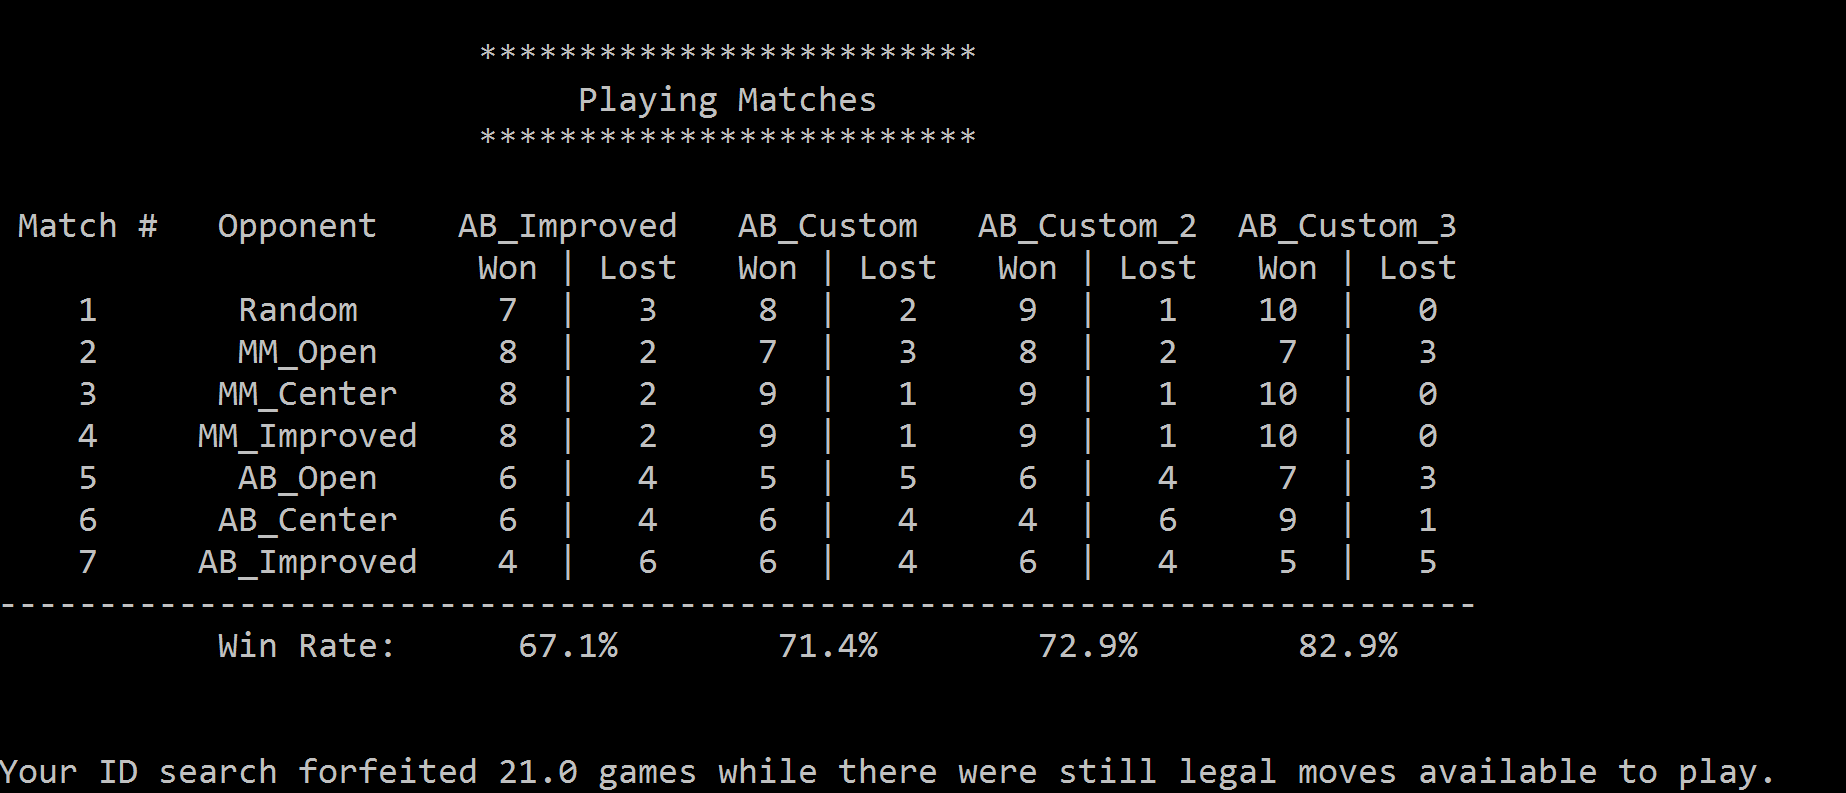 *************************
Playing Matches
*************************
Match # Opponent AB_Improved AB_Custom AB_Custom_2 AB_Custom_3
Won | Lost Won | Lost Won | Lost Won | Lost
1 Random 7 | 3 8 | 2 9 | 1 10 | 0
2 MM_Open 8 | 2 7 | 3 8 | 2 7 | 3
3 MM_Center 8 | 2 9 | 1 9 | 1 10 | 0
4 MM_Improved 8 | 2 9 | 1 9 | 1 10 | 0
5 AB_Open 6 | 4 5 | 5 6 | 4 7 | 3
6 AB_Center 6 | 4 6 | 4 4 | 6 9 | 1
7 AB_Improved 4 | 6 6 | 4 6 | 4 5 | 5
--------------------------------------------------------------------------
Win Rate: 67.1% 71.4% 72.9% 82.9%
Your ID search forfeited 21.0 games while there were still legal moves available to play.